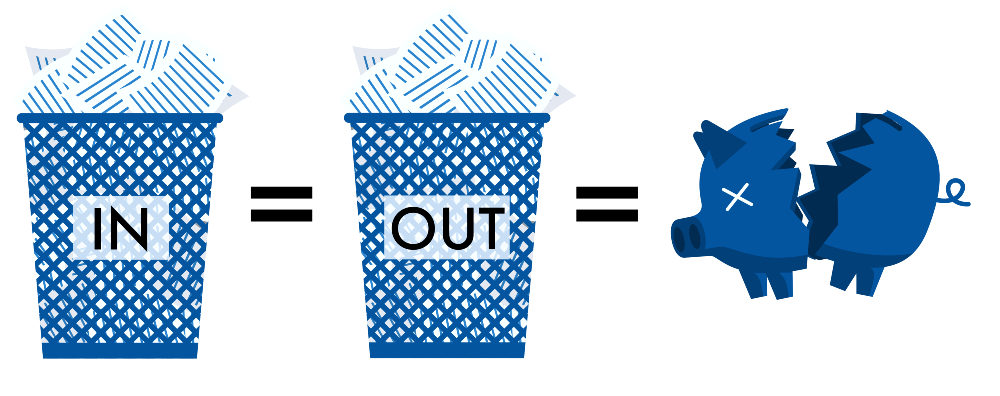 IN = OUT =